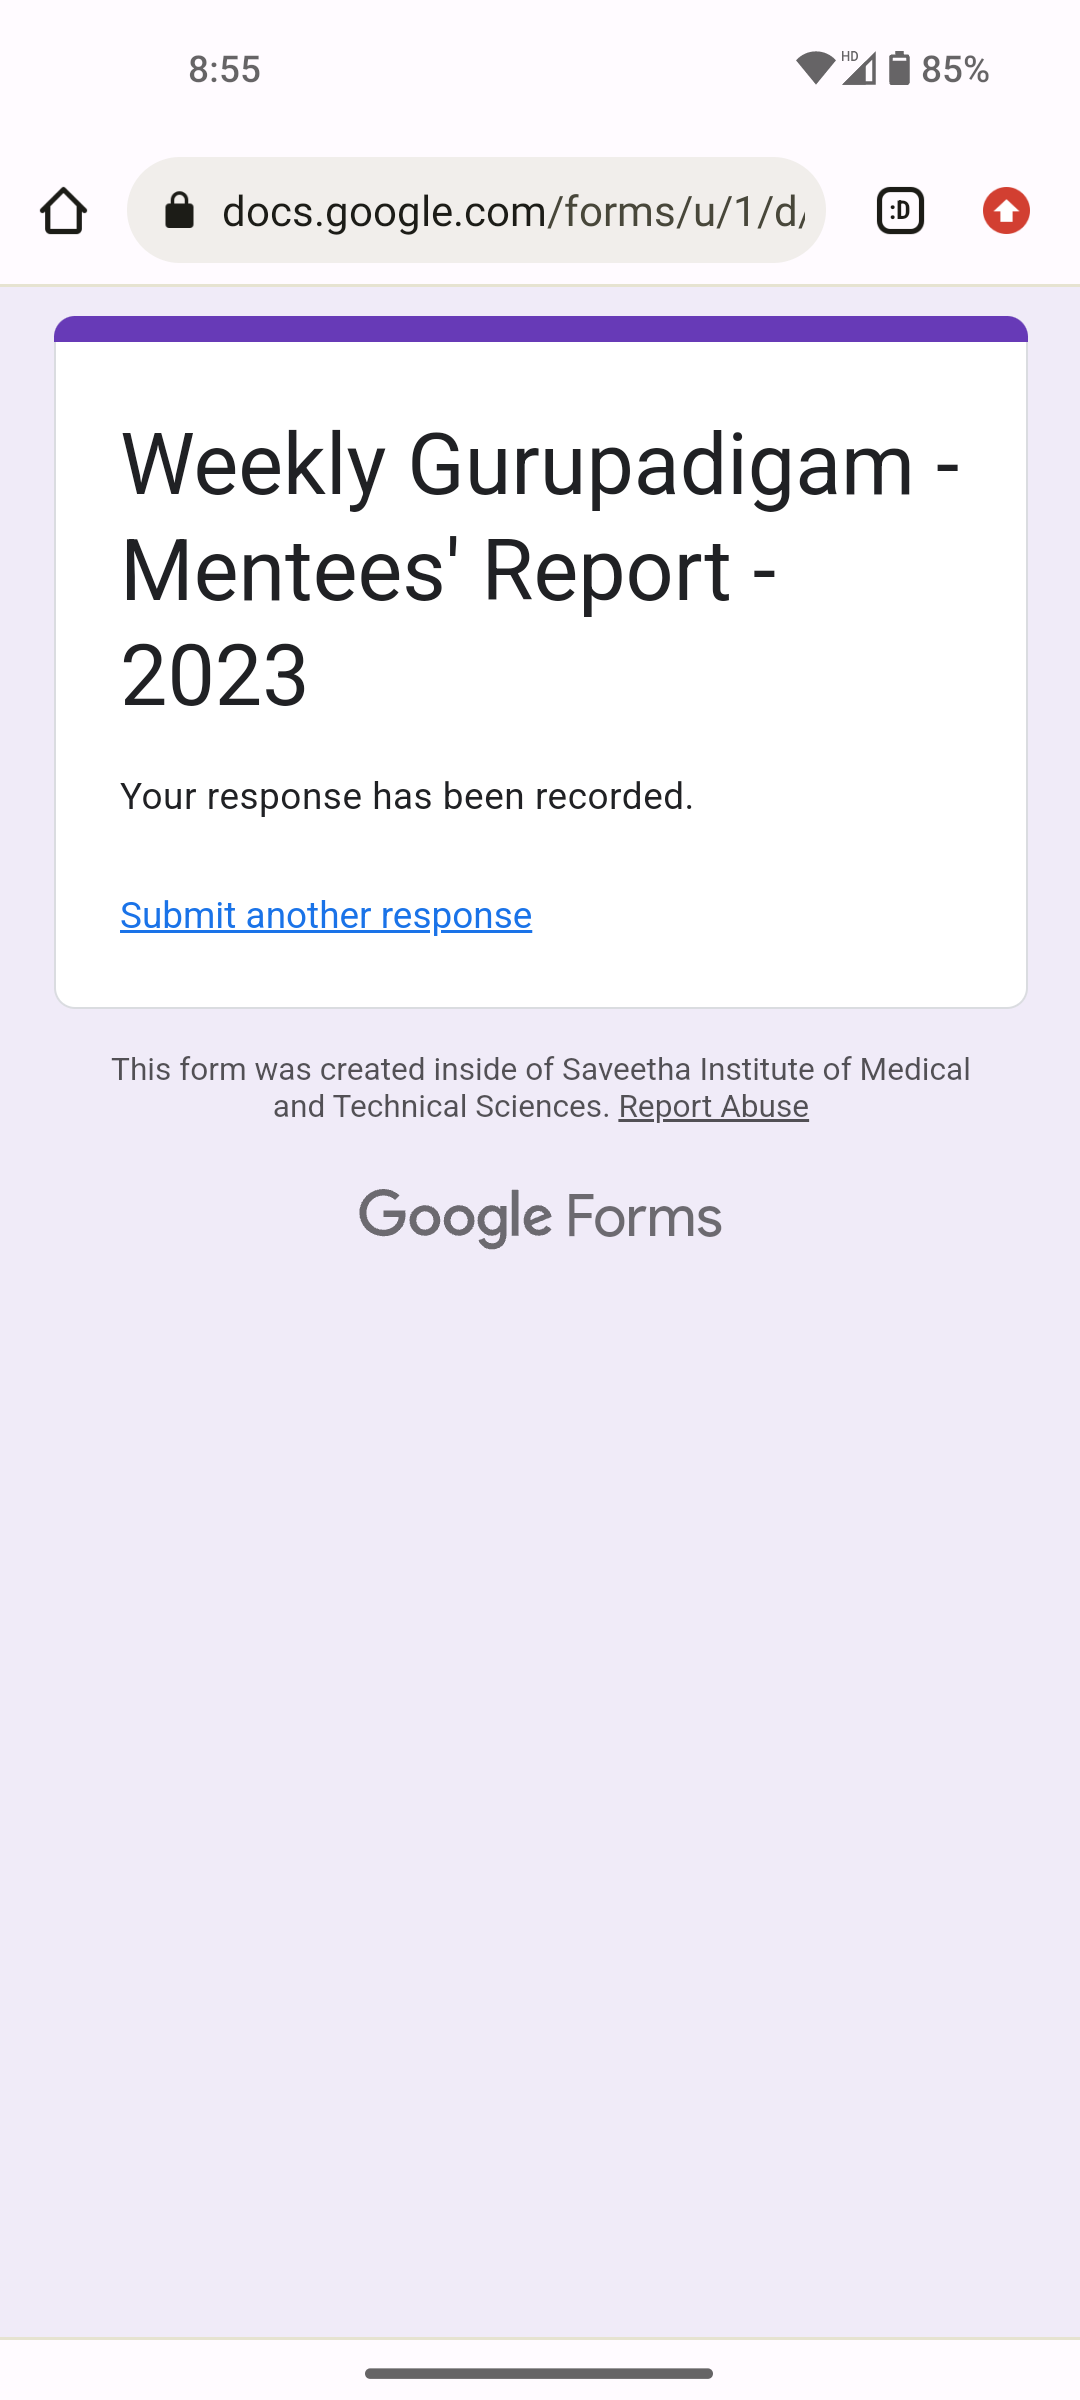 8:55
HD
85%
docs.google.com/forms/u/1/d/
:D
Weekly Gurupadigam -
Mentees' Report -
2023
Your response has been recorded.
Submit another response
This form was created inside of Saveetha Institute of Medical
and Technical Sciences. Report Abuse
Google Forms